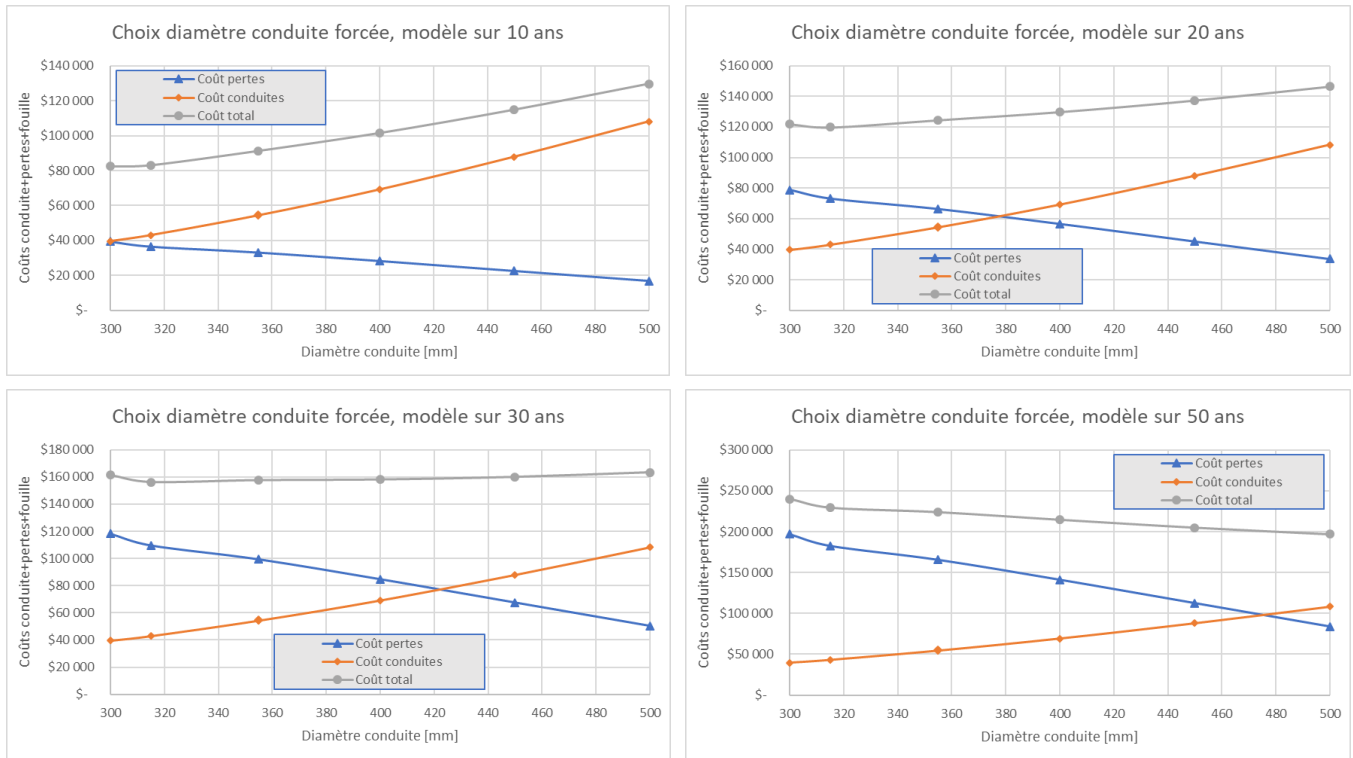 Choix diamètre conduite forcée, modèle sur 10 ans
Coûts conduite+pertes+fouille
$140 000
$120 000
$100 000
$80 000
$60 000
$40 000
$20 000
$-
Coût pertes
Coût conduites
Coût total
300 320 340 360 380 400 420 440 460 480 500
Diamètre conduite [mm]
Choix diamètre conduite forcée, modèle sur 20 ans
Coûts conduite+pertes+fouille
$160 000
$140 000
$120 000
$100 000
$80 000
$60 000
$40 000
$20 000
$-
Coût pertes
Coût conduites
Coût total
300 320 340 360 380 400 420 440 460 480 500
Diamètre conduite [mm]
Choix diamètre conduite forcée, modèle sur 30 ans
Coûts conduite+pertes+fouille
$180 000
$160 000
$140 000
$120 000
$100 000
$80 000
$60 000
$40 000
$20 000
$-
Coût pertes
Coût conduites
Coût total
300 320 340 360 380 400 420 440 460 480 500
Diamètre conduite [mm]
Choix diamètre conduite forcée, modèle sur 50 ans
Coûts conduite+pertes+fouille
$300 000
$250 000
$200 000
$150 000
$100 000
$50 000
$-
Coût pertes
Coût conduites
Coût total
300 320 340 360 380 400 420 440 460 480 500
Diamètre conduite [mm]